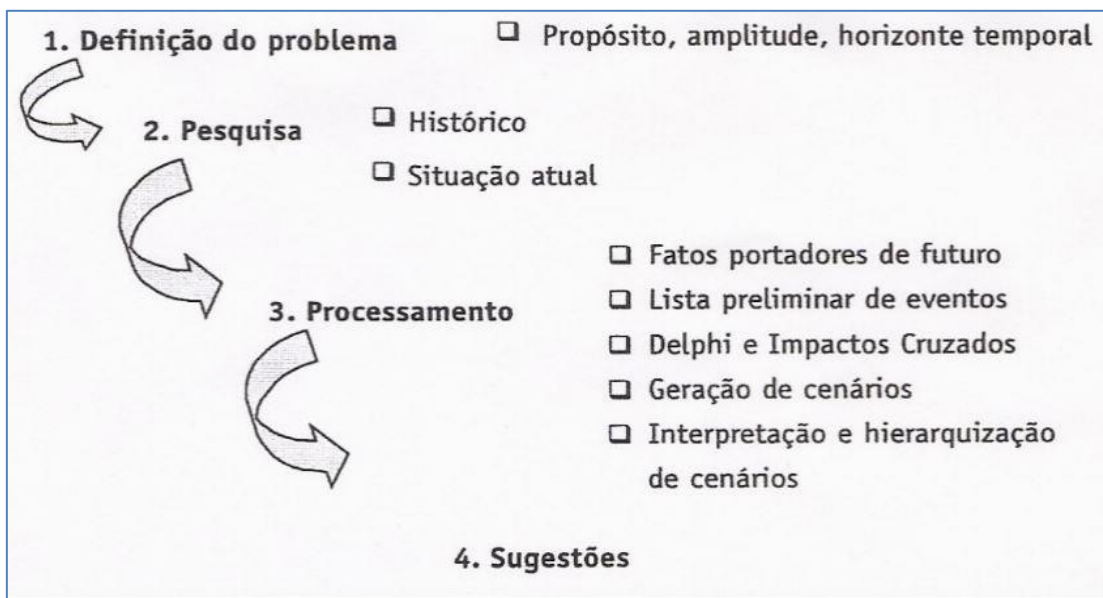 1. Definição do problema
❑ Propósito, amplitude, horizonte temporal
2. Pesquisa
❑ Histórico
❑ Situação atual
3. Processamento
❑ Fatos portadores de futuro
❑ Lista preliminar de eventos
❑ Delphi e Impactos Cruzados
❑ Geração de cenários
❑ Interpretação e hierarquização
de cenários
4. Sugestões